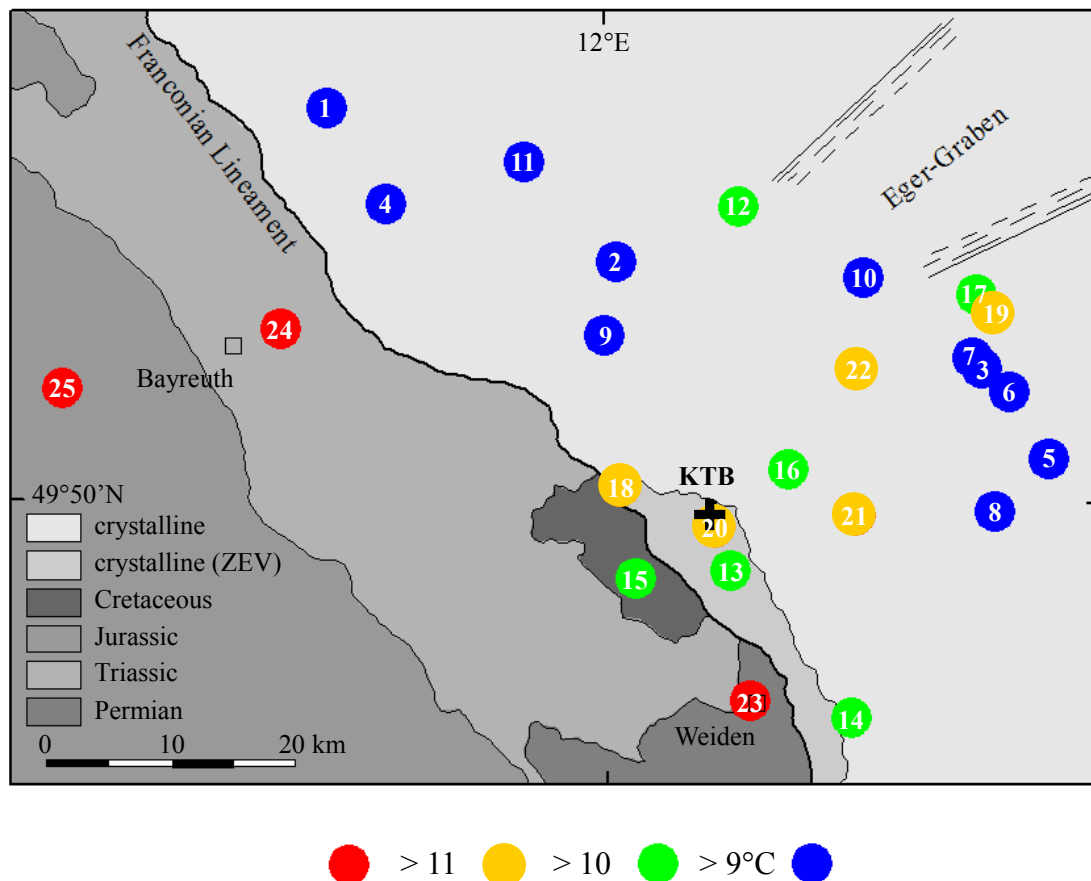 12°E
Franconian Lineament
1
11
4
12
Eger-Graben
2
10
17
19
24
9
7
3
22
6
Bayreuth
25
5
16
KTB
18
49°50'N
8
21
20
crystalline
13
crystalline (ZEV)
15
Cretaceous
Jurassic
Triassic
23
Permian
14
Weiden
0 10 20 km
> 11 > 10 > 9°C